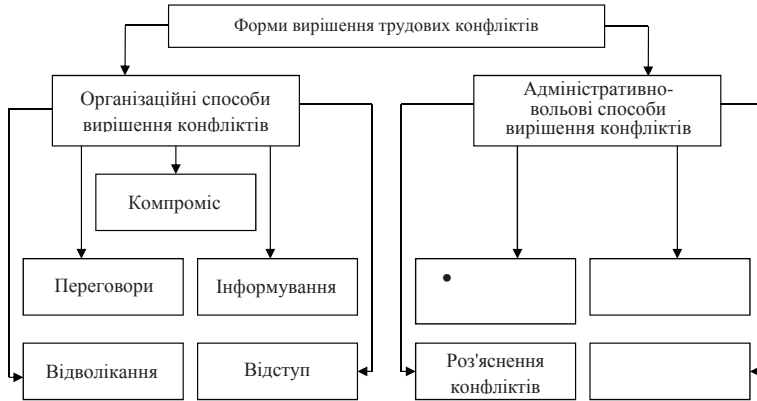 Форми вирішення трудових конфліктів
Організаційні способи
вирішення конфліктів
Адміністративно-
вольові способи
вирішення конфліктів
Компроміс
Переговори
Інформування
•
Відволікання
Відступ
Роз'яснення
конфліктів